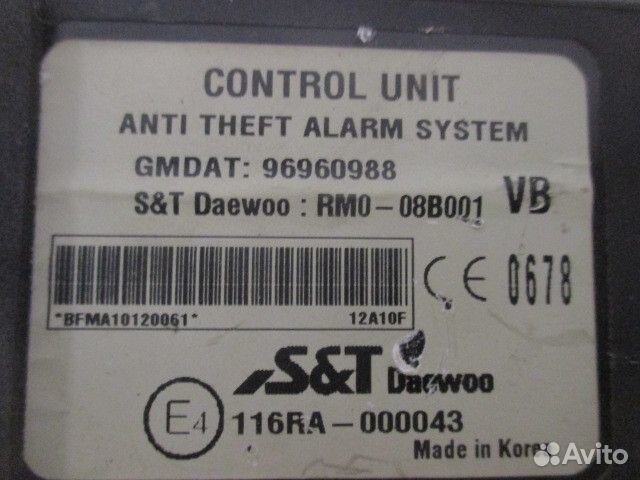 CONTROL UNIT
ANTI THEFT ALARM SYSTEM
GMDAT: 96960988
S&T Daewoo : RM0-08B001 VB
CE 0678
*BFMA10120061* 12A10F
S&T Daewoo
E4 116RA-000043
Made in Korea
Avito